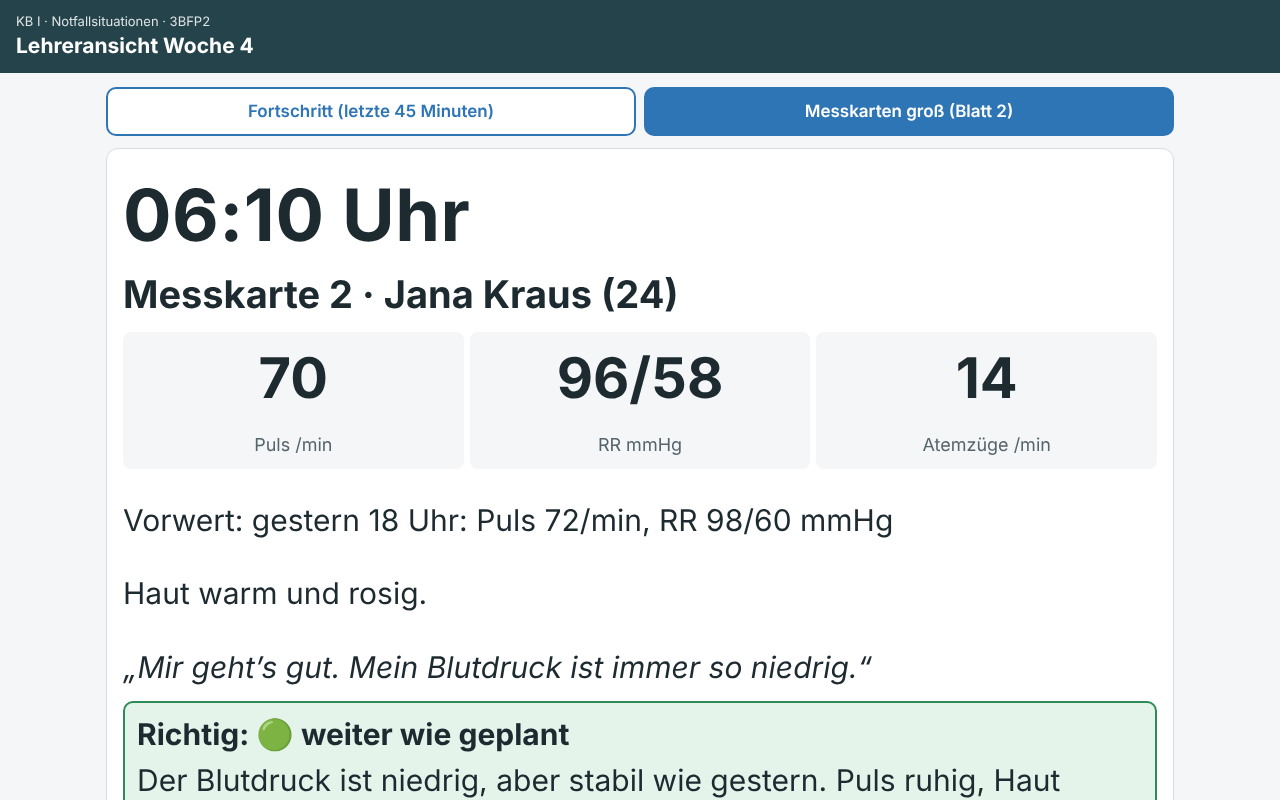 KB I · Notfallsituationen · 3BFP2
Lehreransicht Woche 4
Fortschritt (letzte 45 Minuten)
Messkarten groß (Blatt 2)
06:10 Uhr
Messkarte 2 · Jana Kraus (24)
70
96/58
14
Puls /min
RR mmHg
Atemzüge /min
Vorwert: gestern 18 Uhr: Puls 72/min, RR 98/60 mmHg
Haut warm und rosig.
„Mir geht’s gut. Mein Blutdruck ist immer so niedrig.“
Richtig: 🟢 weiter wie geplant
Der Blutdruck ist niedrig, aber stabil wie gestern. Puls ruhig, Haut